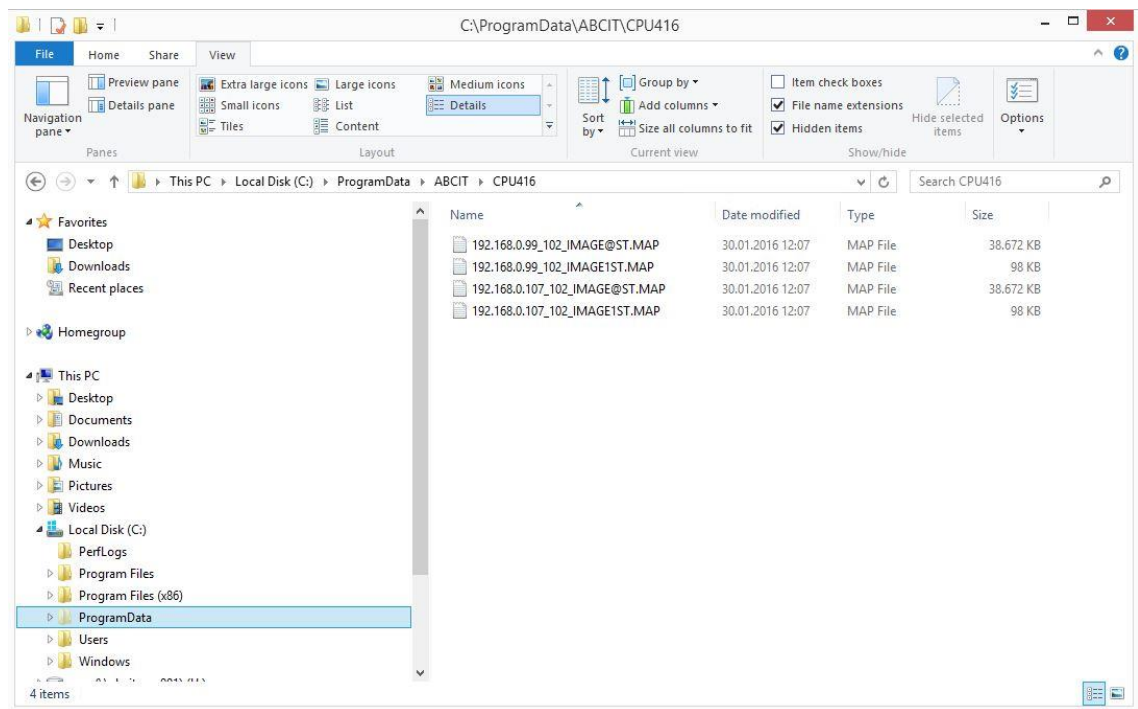 C:\ProgramData\ABCIT\CPU416
File Home Share View
Navigation pane
Preview pane
Details pane
Panes
Extra large icons Large icons Medium icons
Small icons List Details
Tiles Content
Layout
Sort by
Group by
Add columns
Size all columns to fit
Current view
Item check boxes
File name extensions
Hidden items
Hide selected items
Show/hide
Options
This PC Local Disk (C:) ProgramData ABCIT CPU416
Search CPU416
Favorites
Desktop
Downloads
Recent places
Homegroup
This PC
Desktop
Documents
Downloads
Music
Pictures
Videos
Local Disk (C:)
PerfLogs
Program Files
Program Files (x86)
ProgramData
Users
Windows
Name Date modified Type Size
192.168.0.99_102_IMAGE@ST.MAP 30.01.2016 12:07 MAP File 38.672 KB
192.168.0.99_102_IMAGE1ST.MAP 30.01.2016 12:07 MAP File 98 KB
192.168.0.107_102_IMAGE@ST.MAP 30.01.2016 12:07 MAP File 38.672 KB
192.168.0.107_102_IMAGE1ST.MAP 30.01.2016 12:07 MAP File 98 KB
4 items